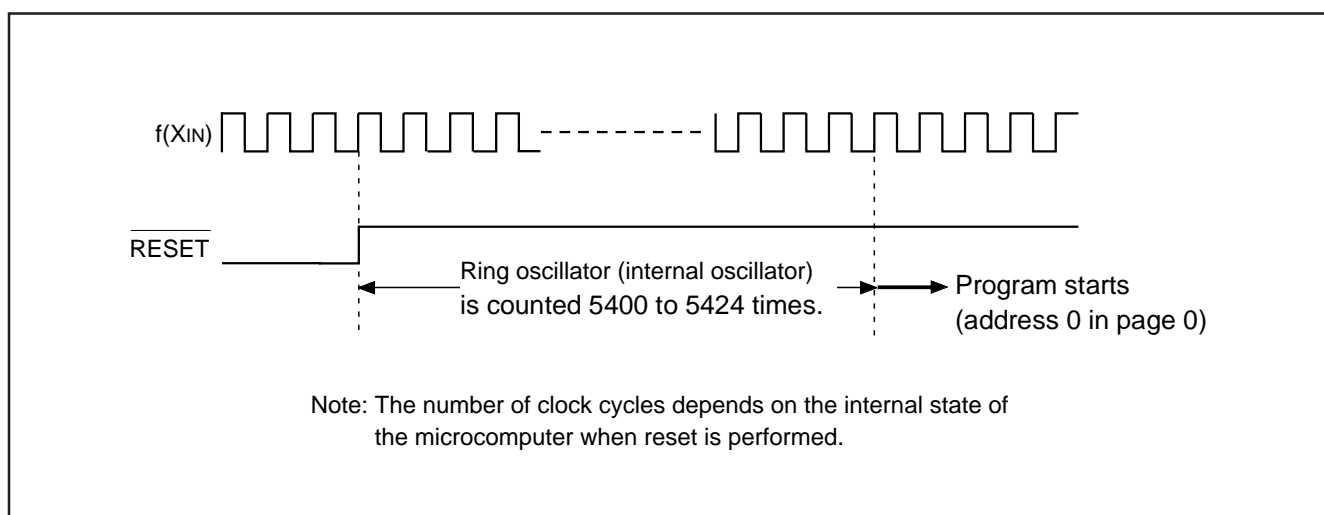 f(XIN)
RESET
Ring oscillator (internal oscillator)
is counted 5400 to 5424 times.
Program starts
(address 0 in page 0)
Note: The number of clock cycles depends on the internal state of
the microcomputer when reset is performed.